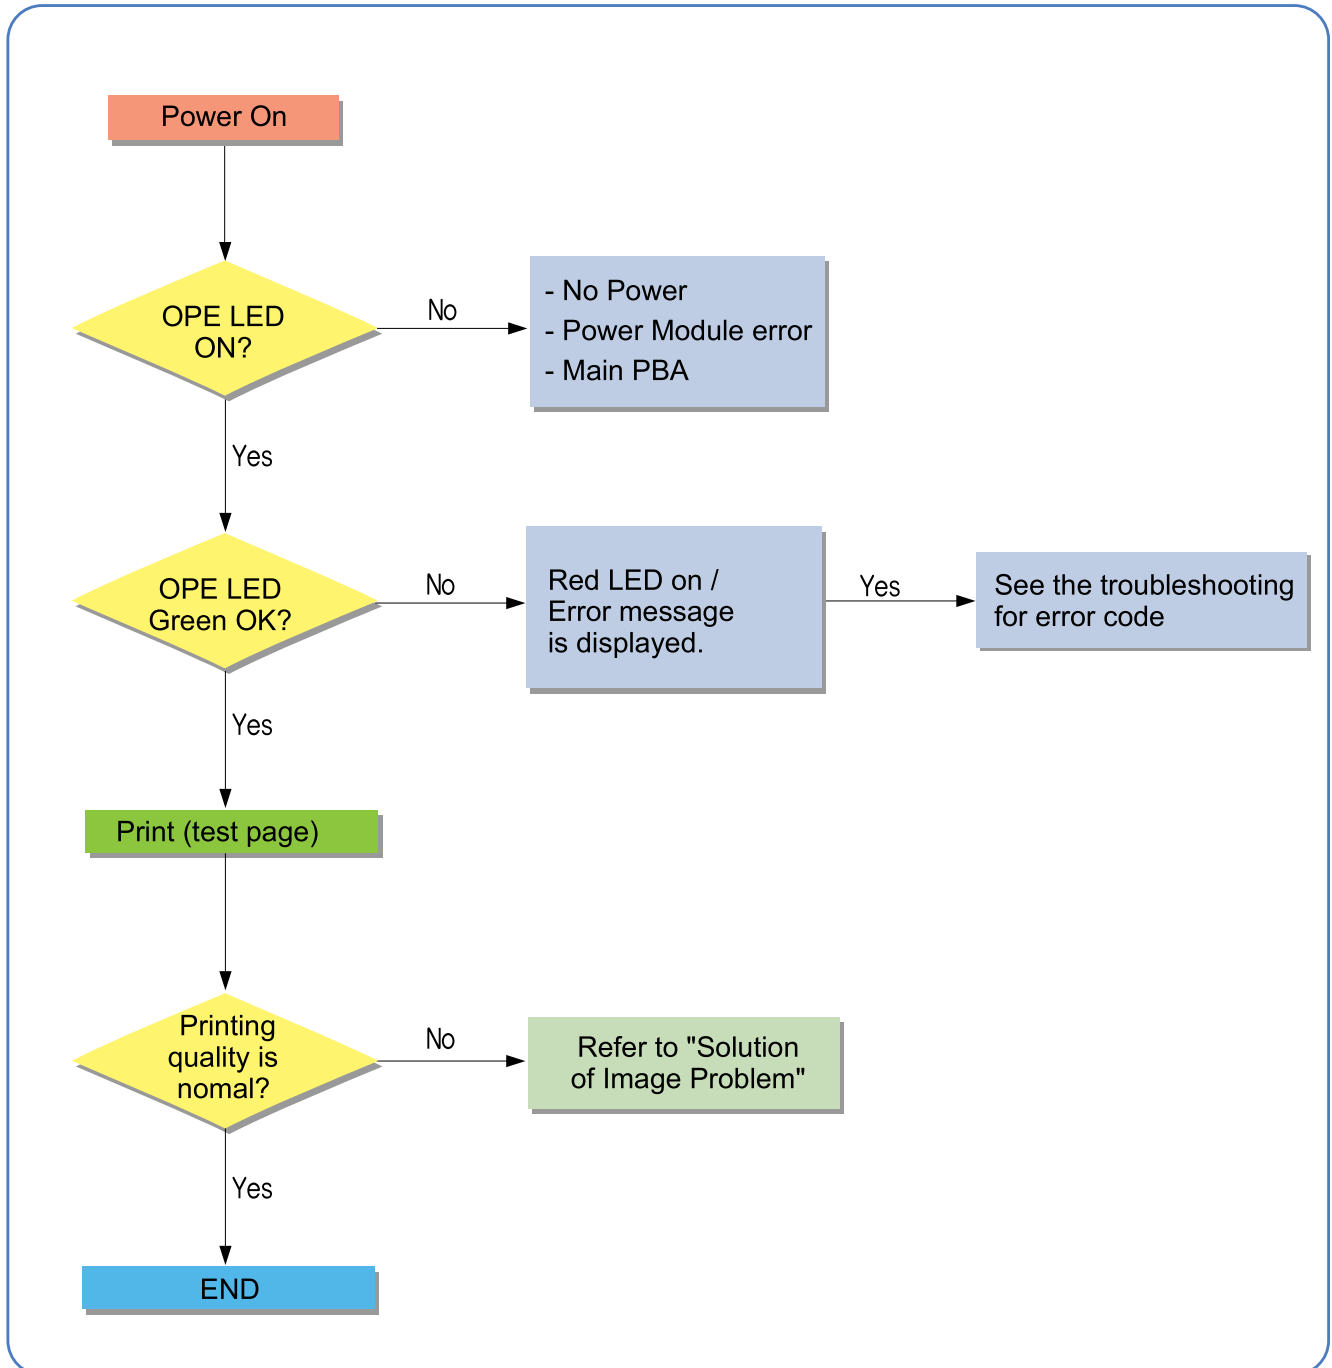 Power On
OPE LED
ON?
No
- No Power
- Power Module error
- Main PBA
Yes
OPE LED
Green OK?
No
Red LED on /
Error message
is displayed.
Yes
See the troubleshooting
for error code
Yes
Print (test page)
Printing
quality is
nomal?
No
Refer to "Solution
of Image Problem"
Yes
END